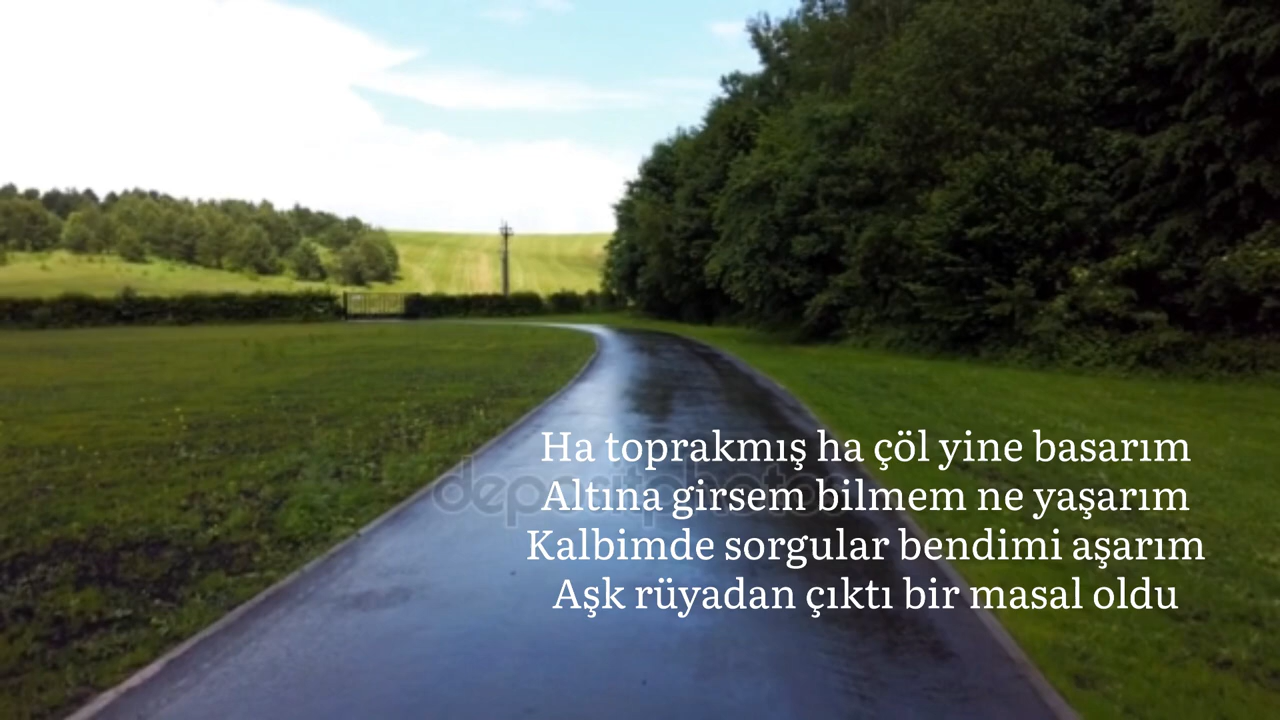 Ha toprakmış ha çöl yine basarım
Altına girsem bilmem ne yaşarım
Kalbimde sorgular bendimi aşarım
Aşk rüyadan çıktı bir masal oldu
depositphotos